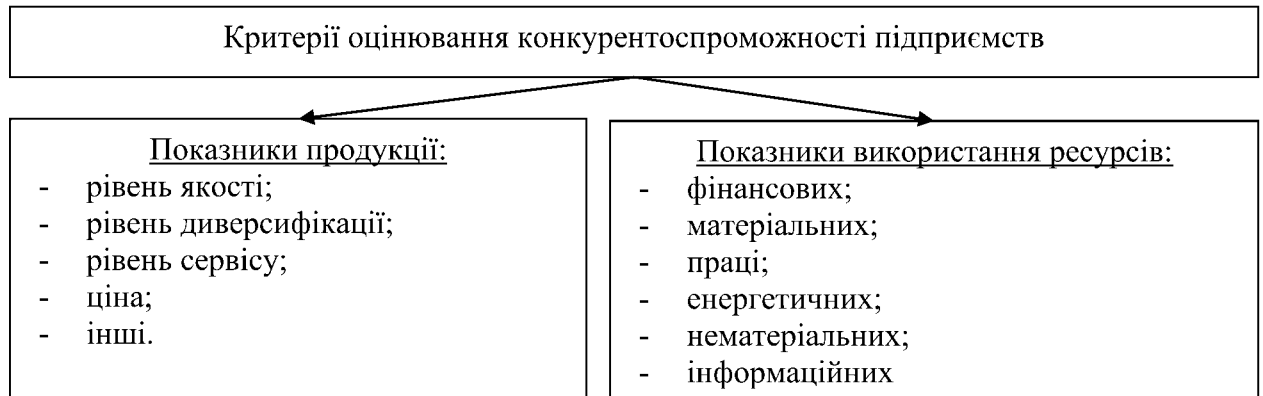 Критерії оцінювання конкурентоспроможності підприємств
Показники продукції:
- рівень якості;
- рівень диверсифікації;
- рівень сервісу;
- ціна;
- інші.
Показники використання ресурсів:
- фінансових;
- матеріальних;
- праці;
- енергетичних;
- нематеріальних;
- інформаційних